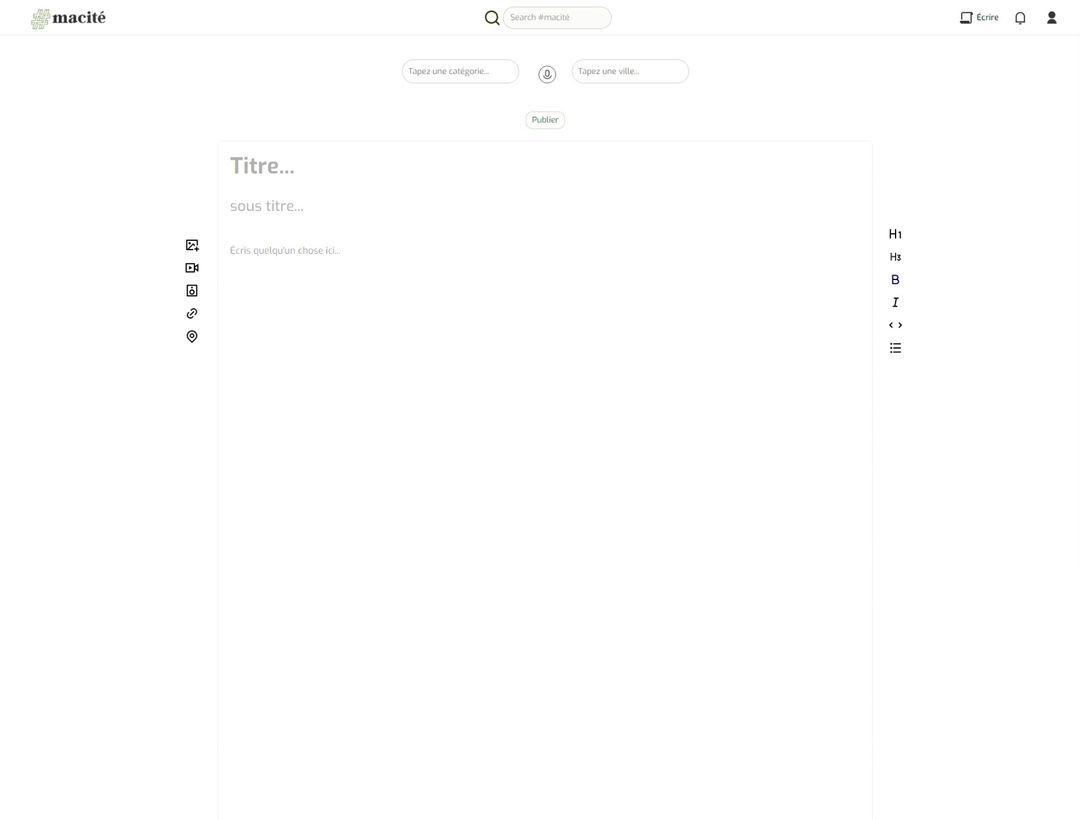 #macité
Search #macité
Écrire
Tapez une catégorie...
Tapez une ville...
Publier
Titre...
sous titre...
Écris quelqu'un chose ici...
H1
H3
B
I